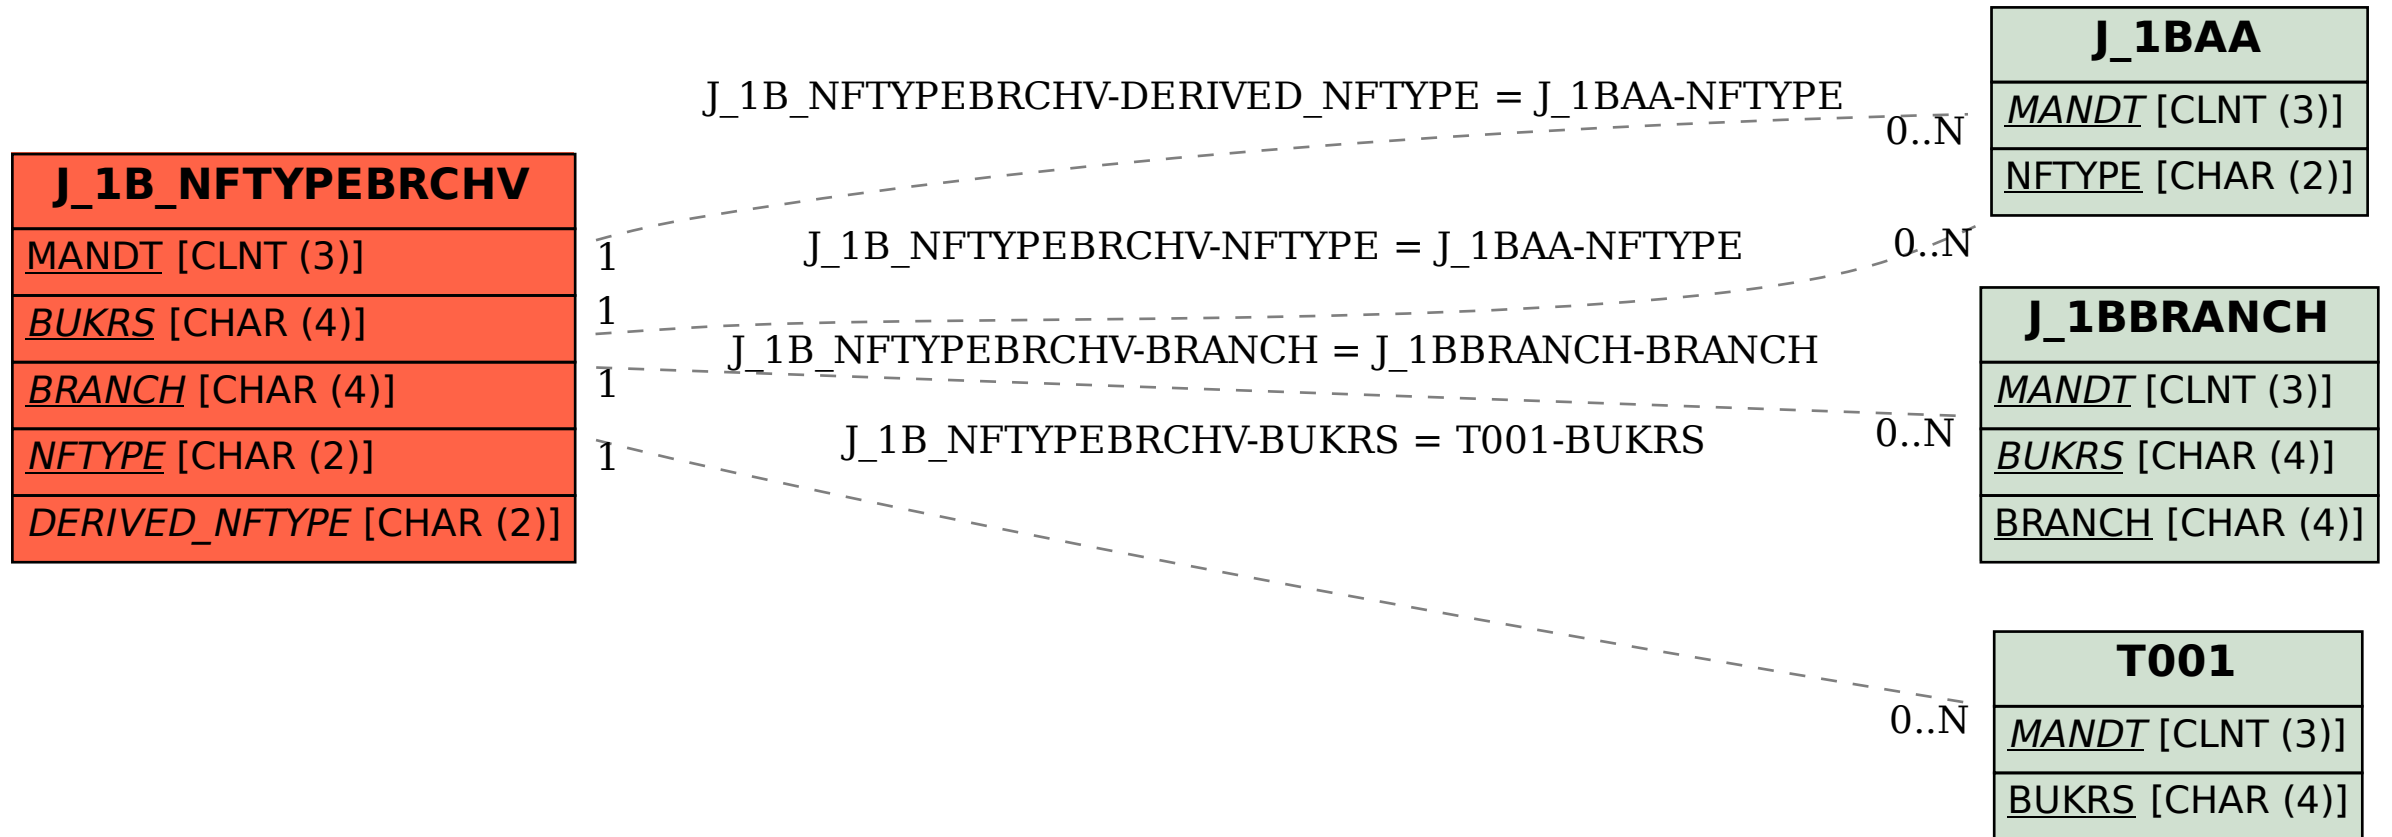 J_1B_NFTYPEBRCHV
MANDT [CLNT (3)]
BUKRS [CHAR (4)]
BRANCH [CHAR (4)]
NFTYPE [CHAR (2)]
DERIVED_NFTYPE [CHAR (2)]
J_1B_NFTYPEBRCHV-DERIVED_NFTYPE = J_1BAA-NFTYPE
1
0..N
J_1B_NFTYPEBRCHV-NFTYPE = J_1BAA-NFTYPE
1
0..N
J_1B_NFTYPEBRCHV-BRANCH = J_1BBRANCH-BRANCH
1
0..N
J_1B_NFTYPEBRCHV-BUKRS = T001-BUKRS
1
0..N
J_1BAA
MANDT [CLNT (3)]
NFTYPE [CHAR (2)]
J_1BBRANCH
MANDT [CLNT (3)]
BUKRS [CHAR (4)]
BRANCH [CHAR (4)]
T001
MANDT [CLNT (3)]
BUKRS [CHAR (4)]